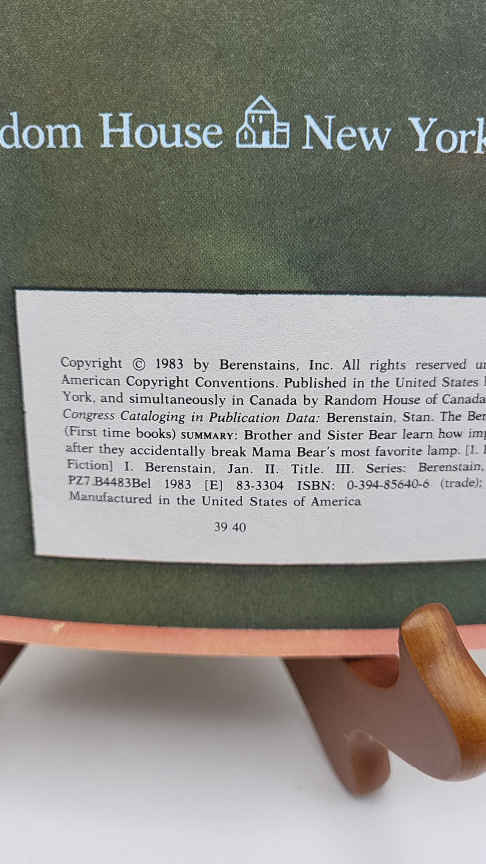 dom House New York
Copyright © 1983 by Berenstains, Inc. All rights reserved
American Copyright Conventions. Published in the United States
York, and simultaneously in Canada by Random House of Canada
Congress Cataloging in Publication Data: Berenstain, Stan. The
(First time books) SUMMARY: Brother and Sister Bear learn how
after they accidentally break Mama Bear's most favorite lamp. [1.
Fiction] I. Berenstain, Jan. II. Title. III. Series: Berenstain,
PZ7.B4483Bel 1983 [E] 83-3304 ISBN: 0-394-85640-6 (trade);
Manufactured in the United States of America
39 40